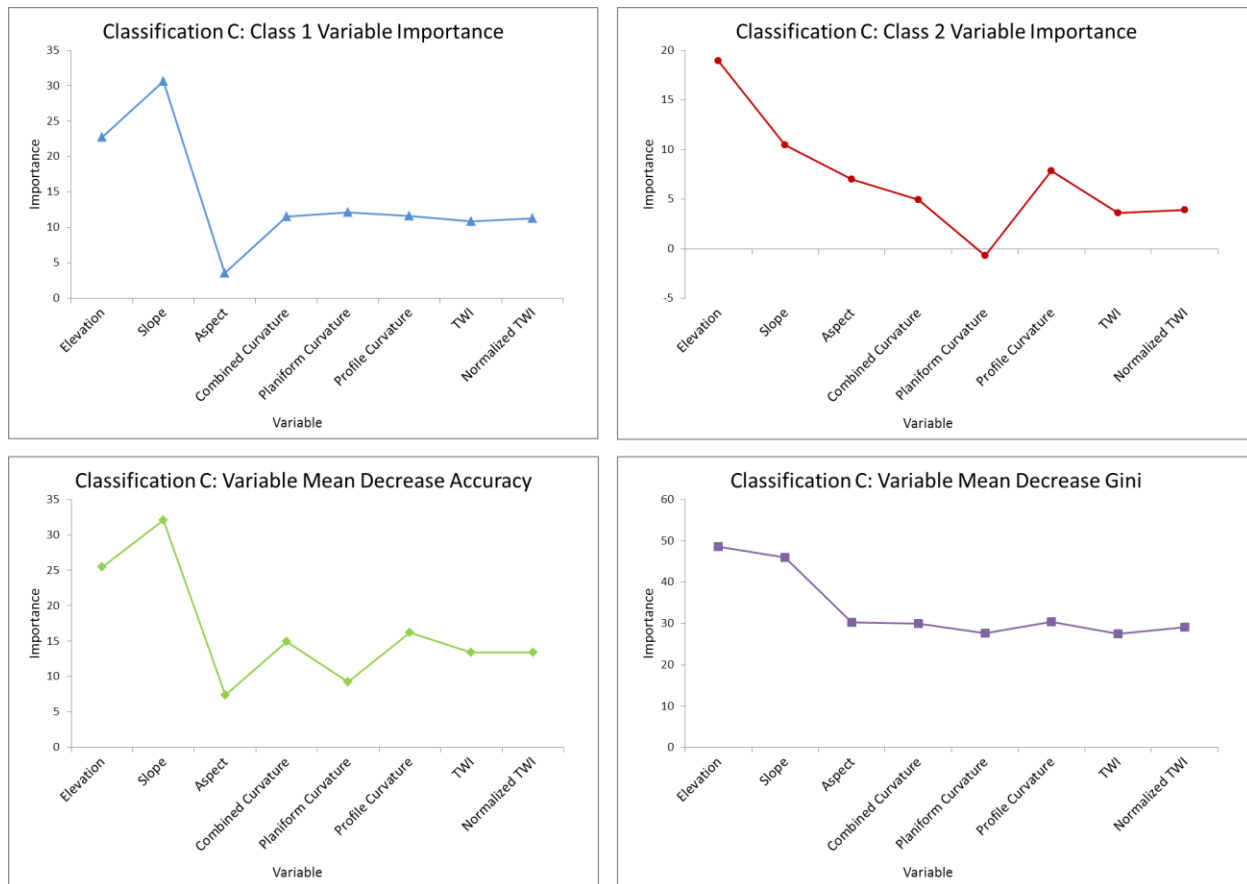 Classification C: Class 1 Variable Importance
35
30
25
20
15
10
5
0
Importance
Elevation
Slope
Aspect
Combined Curvature
Planiform Curvature
Profile Curvature
TWI
Normalized TWI
Variable
Classification C: Class 2 Variable Importance
20
15
10
5
0
-5
Importance
Elevation
Slope
Aspect
Combined Curvature
Planiform Curvature
Profile Curvature
TWI
Normalized TWI
Variable
Classification C: Variable Mean Decrease Accuracy
35
30
25
20
15
10
5
0
Importance
Elevation
Slope
Aspect
Combined Curvature
Planiform Curvature
Profile Curvature
TWI
Normalized TWI
Variable
Classification C: Variable Mean Decrease Gini
60
50
40
30
20
10
0
Importance
Elevation
Slope
Aspect
Combined Curvature
Planiform Curvature
Profile Curvature
TWI
Normalized TWI
Variable